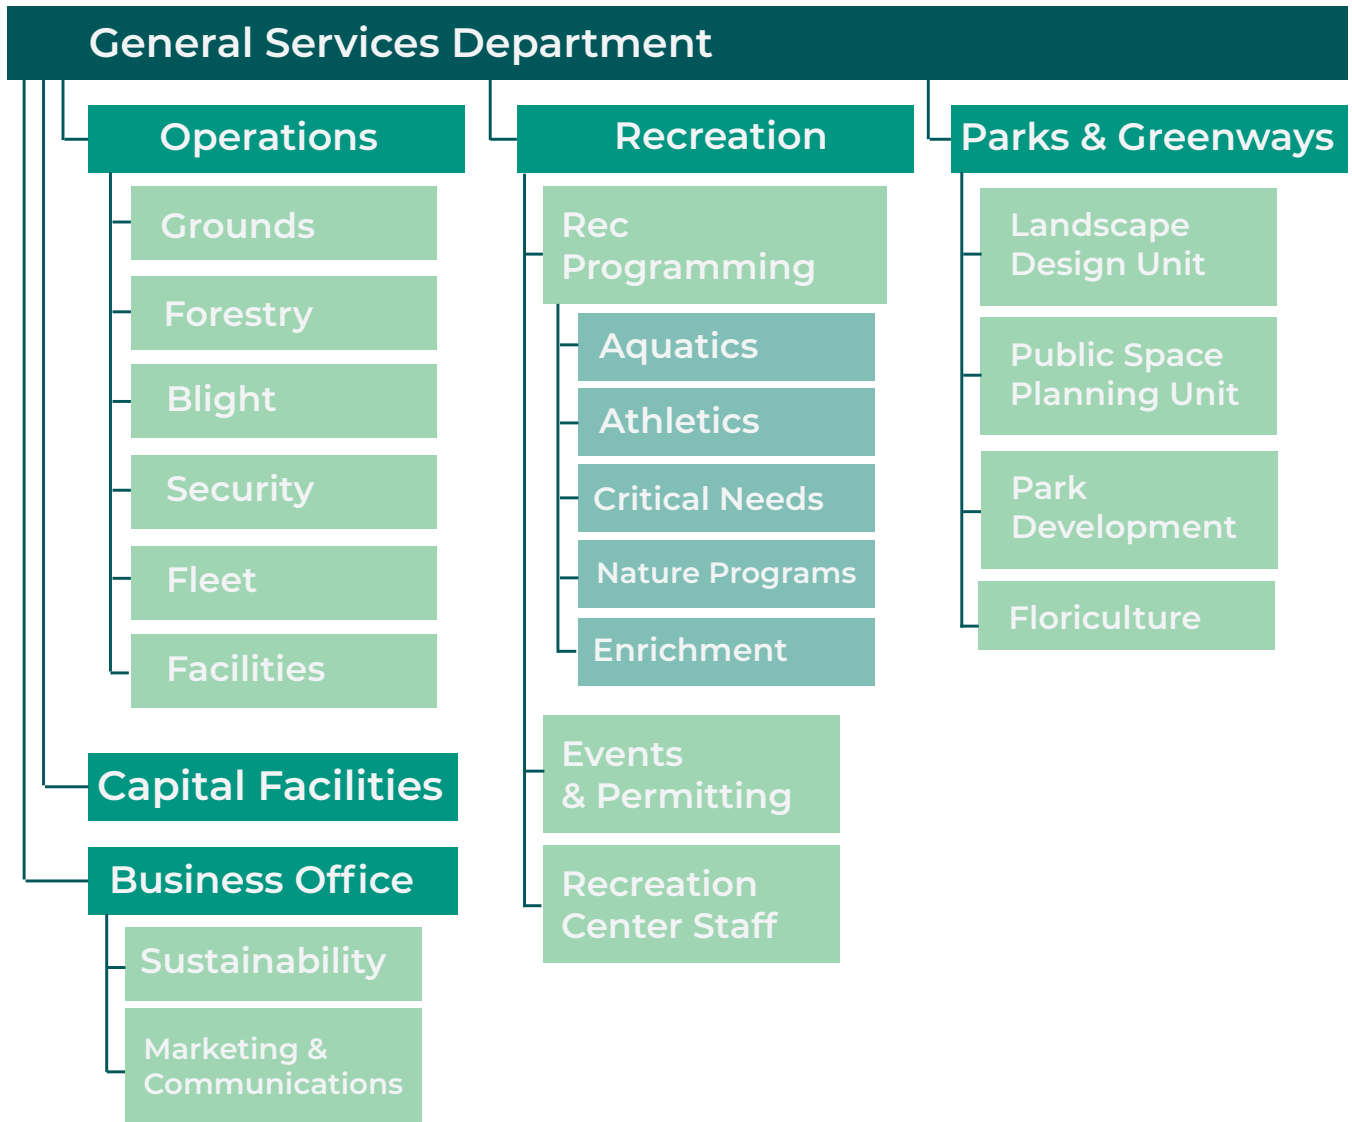 General Services Department
Operations
Grounds
Forestry
Blight
Security
Fleet
Facilities
Capital Facilities
Business Office
Sustainability
Marketing &
Communications
Recreation
Rec
Programming
Aquatics
Athletics
Critical Needs
Nature Programs
Enrichment
Events
& Permitting
Recreation
Center Staff
Parks & Greenways
Landscape
Design Unit
Public Space
Planning Unit
Park
Development
Floriculture